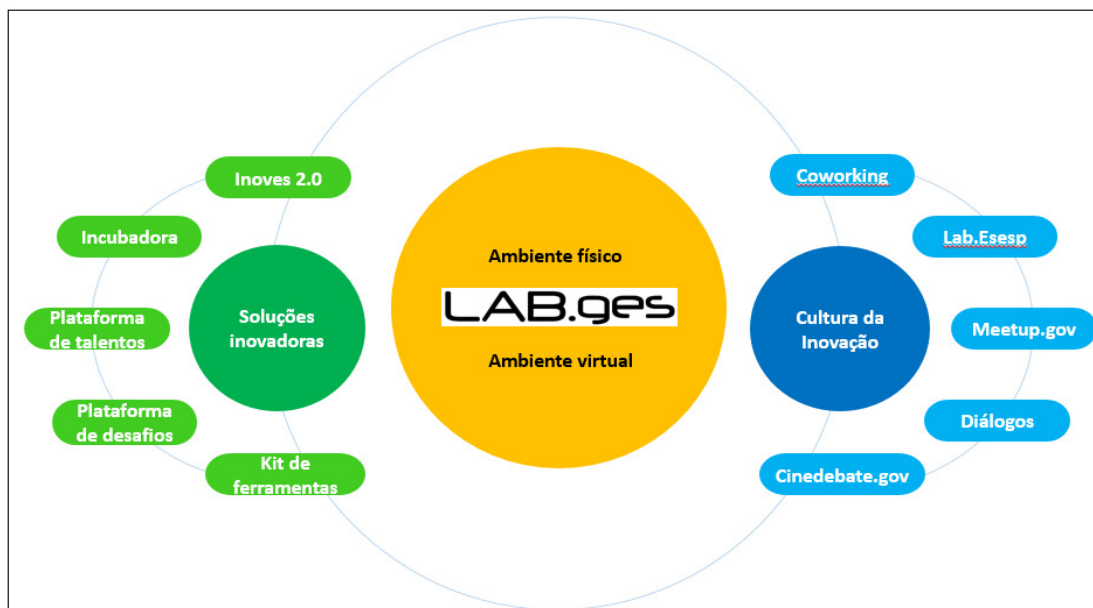 Inoves 2.0
Incubadora
Plataforma
de talentos
Plataforma
de desafios
Kit de
ferramentas
Soluções
inovadoras
Ambiente físico
LAB.ges
Ambiente virtual
Cultura da
Inovação
Coworking
Lab.Esesp
Meetup.gov
Diálogos
Cinedebate.gov